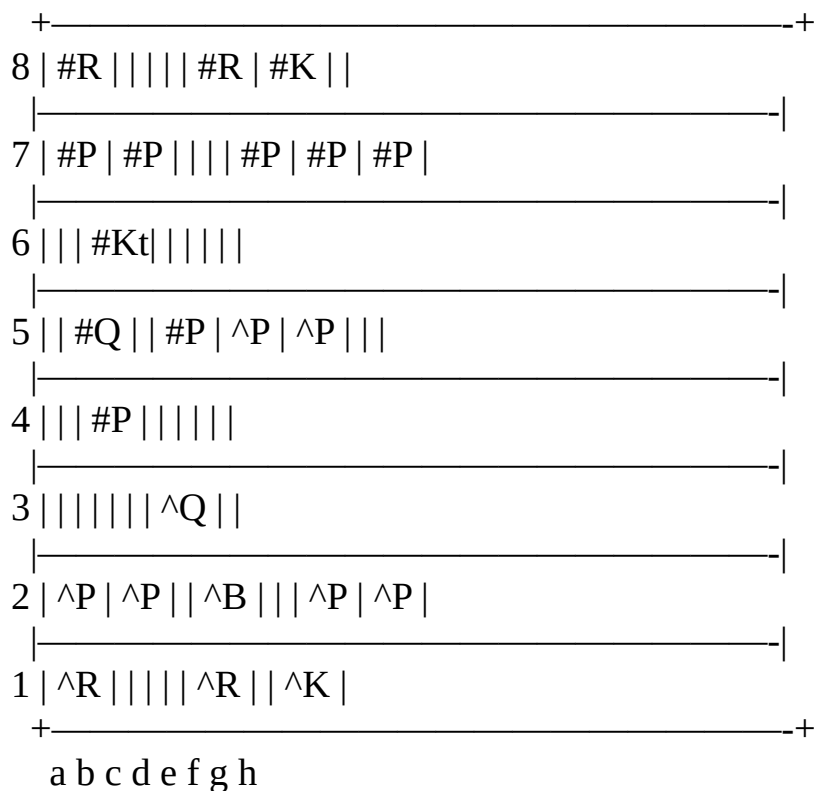 +———————————————————-+
8 | #R | | | | | #R | #K | |
|———————————————————-|
7 | #P | #P | | | | #P | #P | #P |
|———————————————————-|
6 | | | #Kt| | | | | |
|———————————————————-|
5 | | #Q | | #P | ^P | ^P | | |
|———————————————————-|
4 | | | #P | | | | | |
|———————————————————-|
3 | | | | | | | ^Q | |
|———————————————————-|
2 | ^P | ^P | | ^B | | | ^P | ^P |
|———————————————————-|
1 | ^R | | | | | ^R | | ^K |
+———————————————————-+
a b c d e f g h